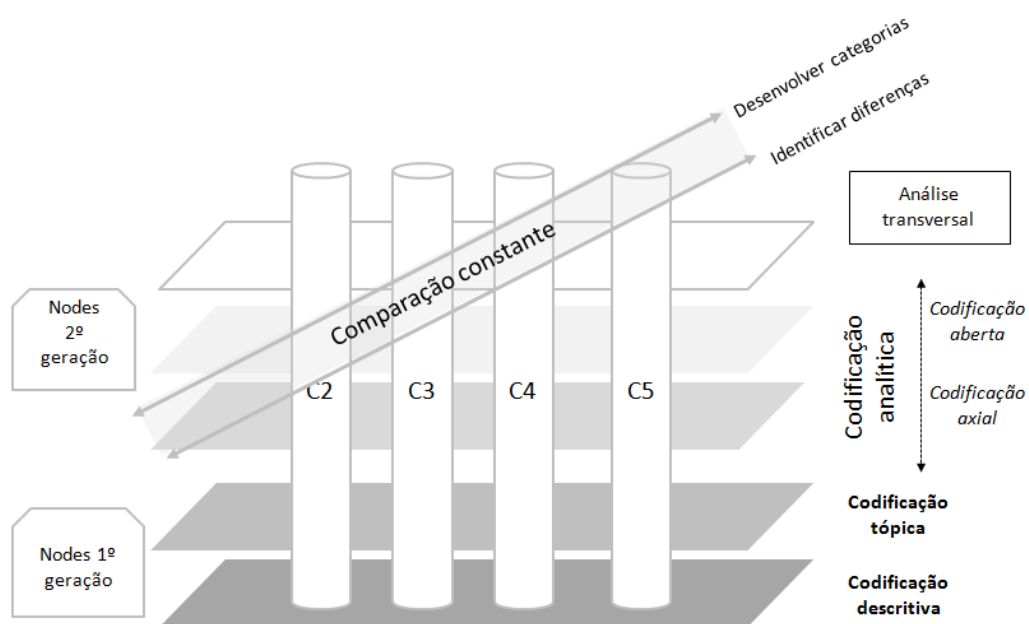 Desenvolver categorias
Identificar diferenças
Comparação constante
Análise
transversal
Nodes
2º
geração
Codificação
aberta
Codificação
analítica
C2
C3
C4
C5
Codificação
axial
Codificação
tópica
Nodes 1º
geração
Codificação
descritiva